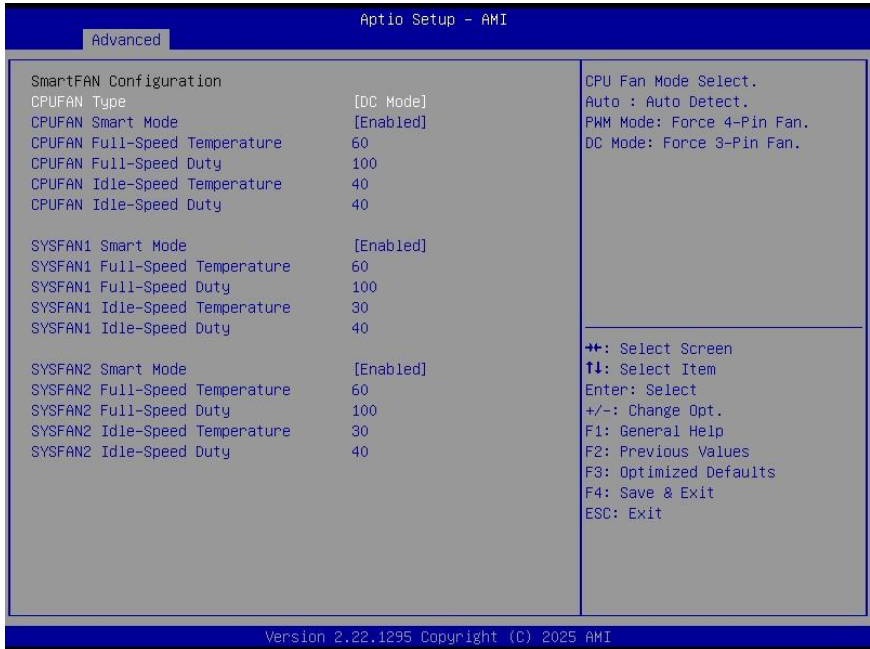 Aptio Setup – AMI
Advanced
SmartFAN Configuration
CPUFAN Type [DC Mode]
CPUFAN Smart Mode [Enabled]
CPUFAN Full-Speed Temperature 60
CPUFAN Full-Speed Duty 100
CPUFAN Idle-Speed Temperature 40
CPUFAN Idle-Speed Duty 40
SYSFAN1 Smart Mode [Enabled]
SYSFAN1 Full-Speed Temperature 60
SYSFAN1 Full-Speed Duty 100
SYSFAN1 Idle-Speed Temperature 30
SYSFAN1 Idle-Speed Duty 40
SYSFAN2 Smart Mode [Enabled]
SYSFAN2 Full-Speed Temperature 60
SYSFAN2 Full-Speed Duty 100
SYSFAN2 Idle-Speed Temperature 30
SYSFAN2 Idle-Speed Duty 40
CPU Fan Mode Select.
Auto : Auto Detect.
PWM Mode: Force 4-Pin Fan.
DC Mode: Force 3-Pin Fan.
→←: Select Screen
↑↓: Select Item
Enter: Select
+/-: Change Opt.
F1: General Help
F2: Previous Values
F3: Optimized Defaults
F4: Save & Exit
ESC: Exit
Version 2.22.1295 Copyright (C) 2025 AMI